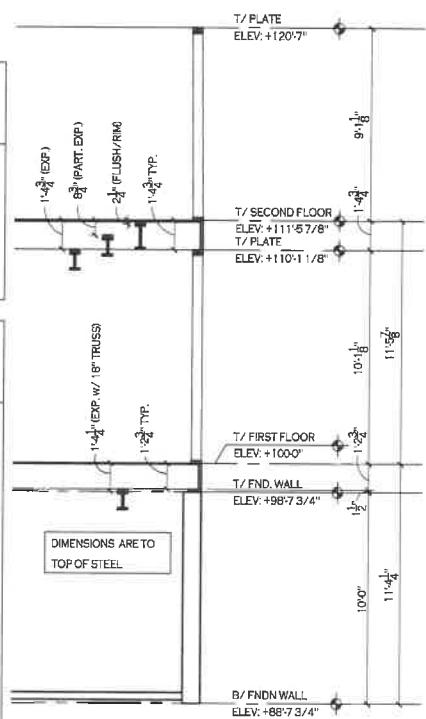 T/ PLATE
ELEV: +120'-7"
9'-1 1/8"
1'-4 3/4" (EXP.)
8 3/4" (PART. EXP.)
2 1/4" (FLUSH/RIM)
1'-4 3/4" TYP.
T/ SECOND FLOOR
ELEV: +111'-5 7/8"
T/ PLATE
ELEV: +110'-1 1/8"
1'-4 3/4"
10'-1 1/8"
11'-5 7/8"
1'-4 1/4" (EXP. W/ 18" TRUSS)
1'-2 3/4" TYP.
T/ FIRST FLOOR
ELEV: +100'-0"
T/ FND. WALL
ELEV: +98'-7 3/4"
1'-2 3/4"
1 1/2"
DIMENSIONS ARE TO
TOP OF STEEL
10'-0"
11'-4 1/4"
B/ FNDN WALL
ELEV: +88'-7 3/4"